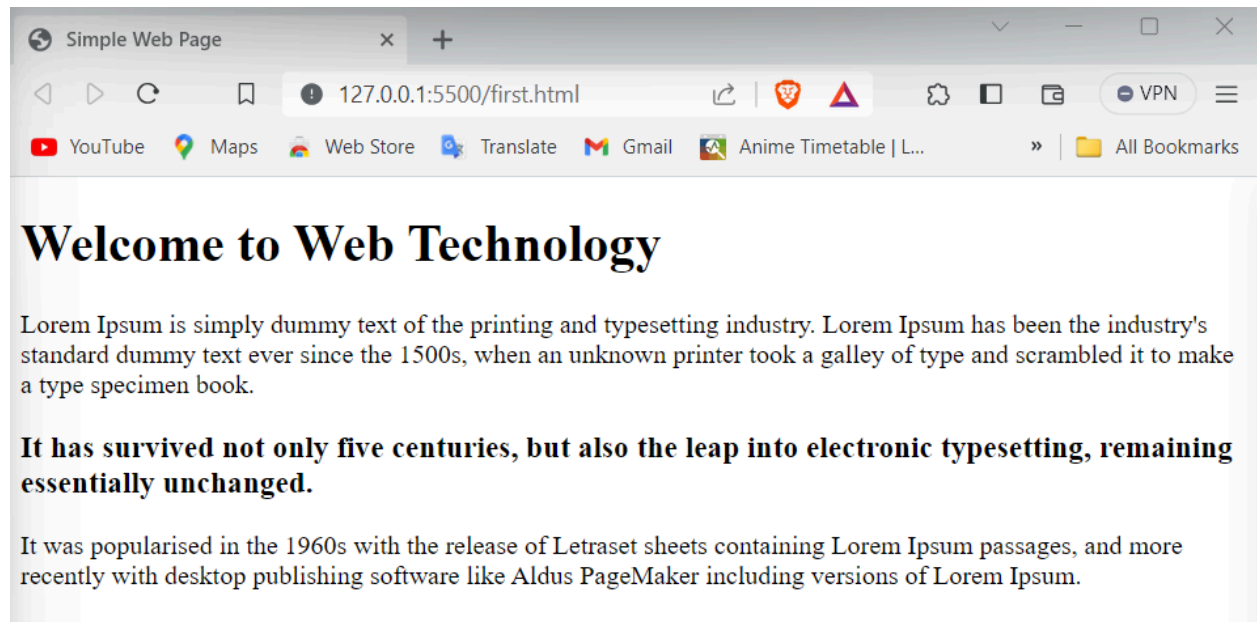 Simple Web Page
127.0.0.1:5500/first.html
VPN
YouTube
Maps
Web Store
Translate
Gmail
Anime Timetable | L...
»
All Bookmarks
Welcome to Web Technology
Lorem Ipsum is simply dummy text of the printing and typesetting industry. Lorem Ipsum has been the industry's
standard dummy text ever since the 1500s, when an unknown printer took a galley of type and scrambled it to make
a type specimen book.
It has survived not only five centuries, but also the leap into electronic typesetting, remaining
essentially unchanged.
It was popularised in the 1960s with the release of Letraset sheets containing Lorem Ipsum passages, and more
recently with desktop publishing software like Aldus PageMaker including versions of Lorem Ipsum.